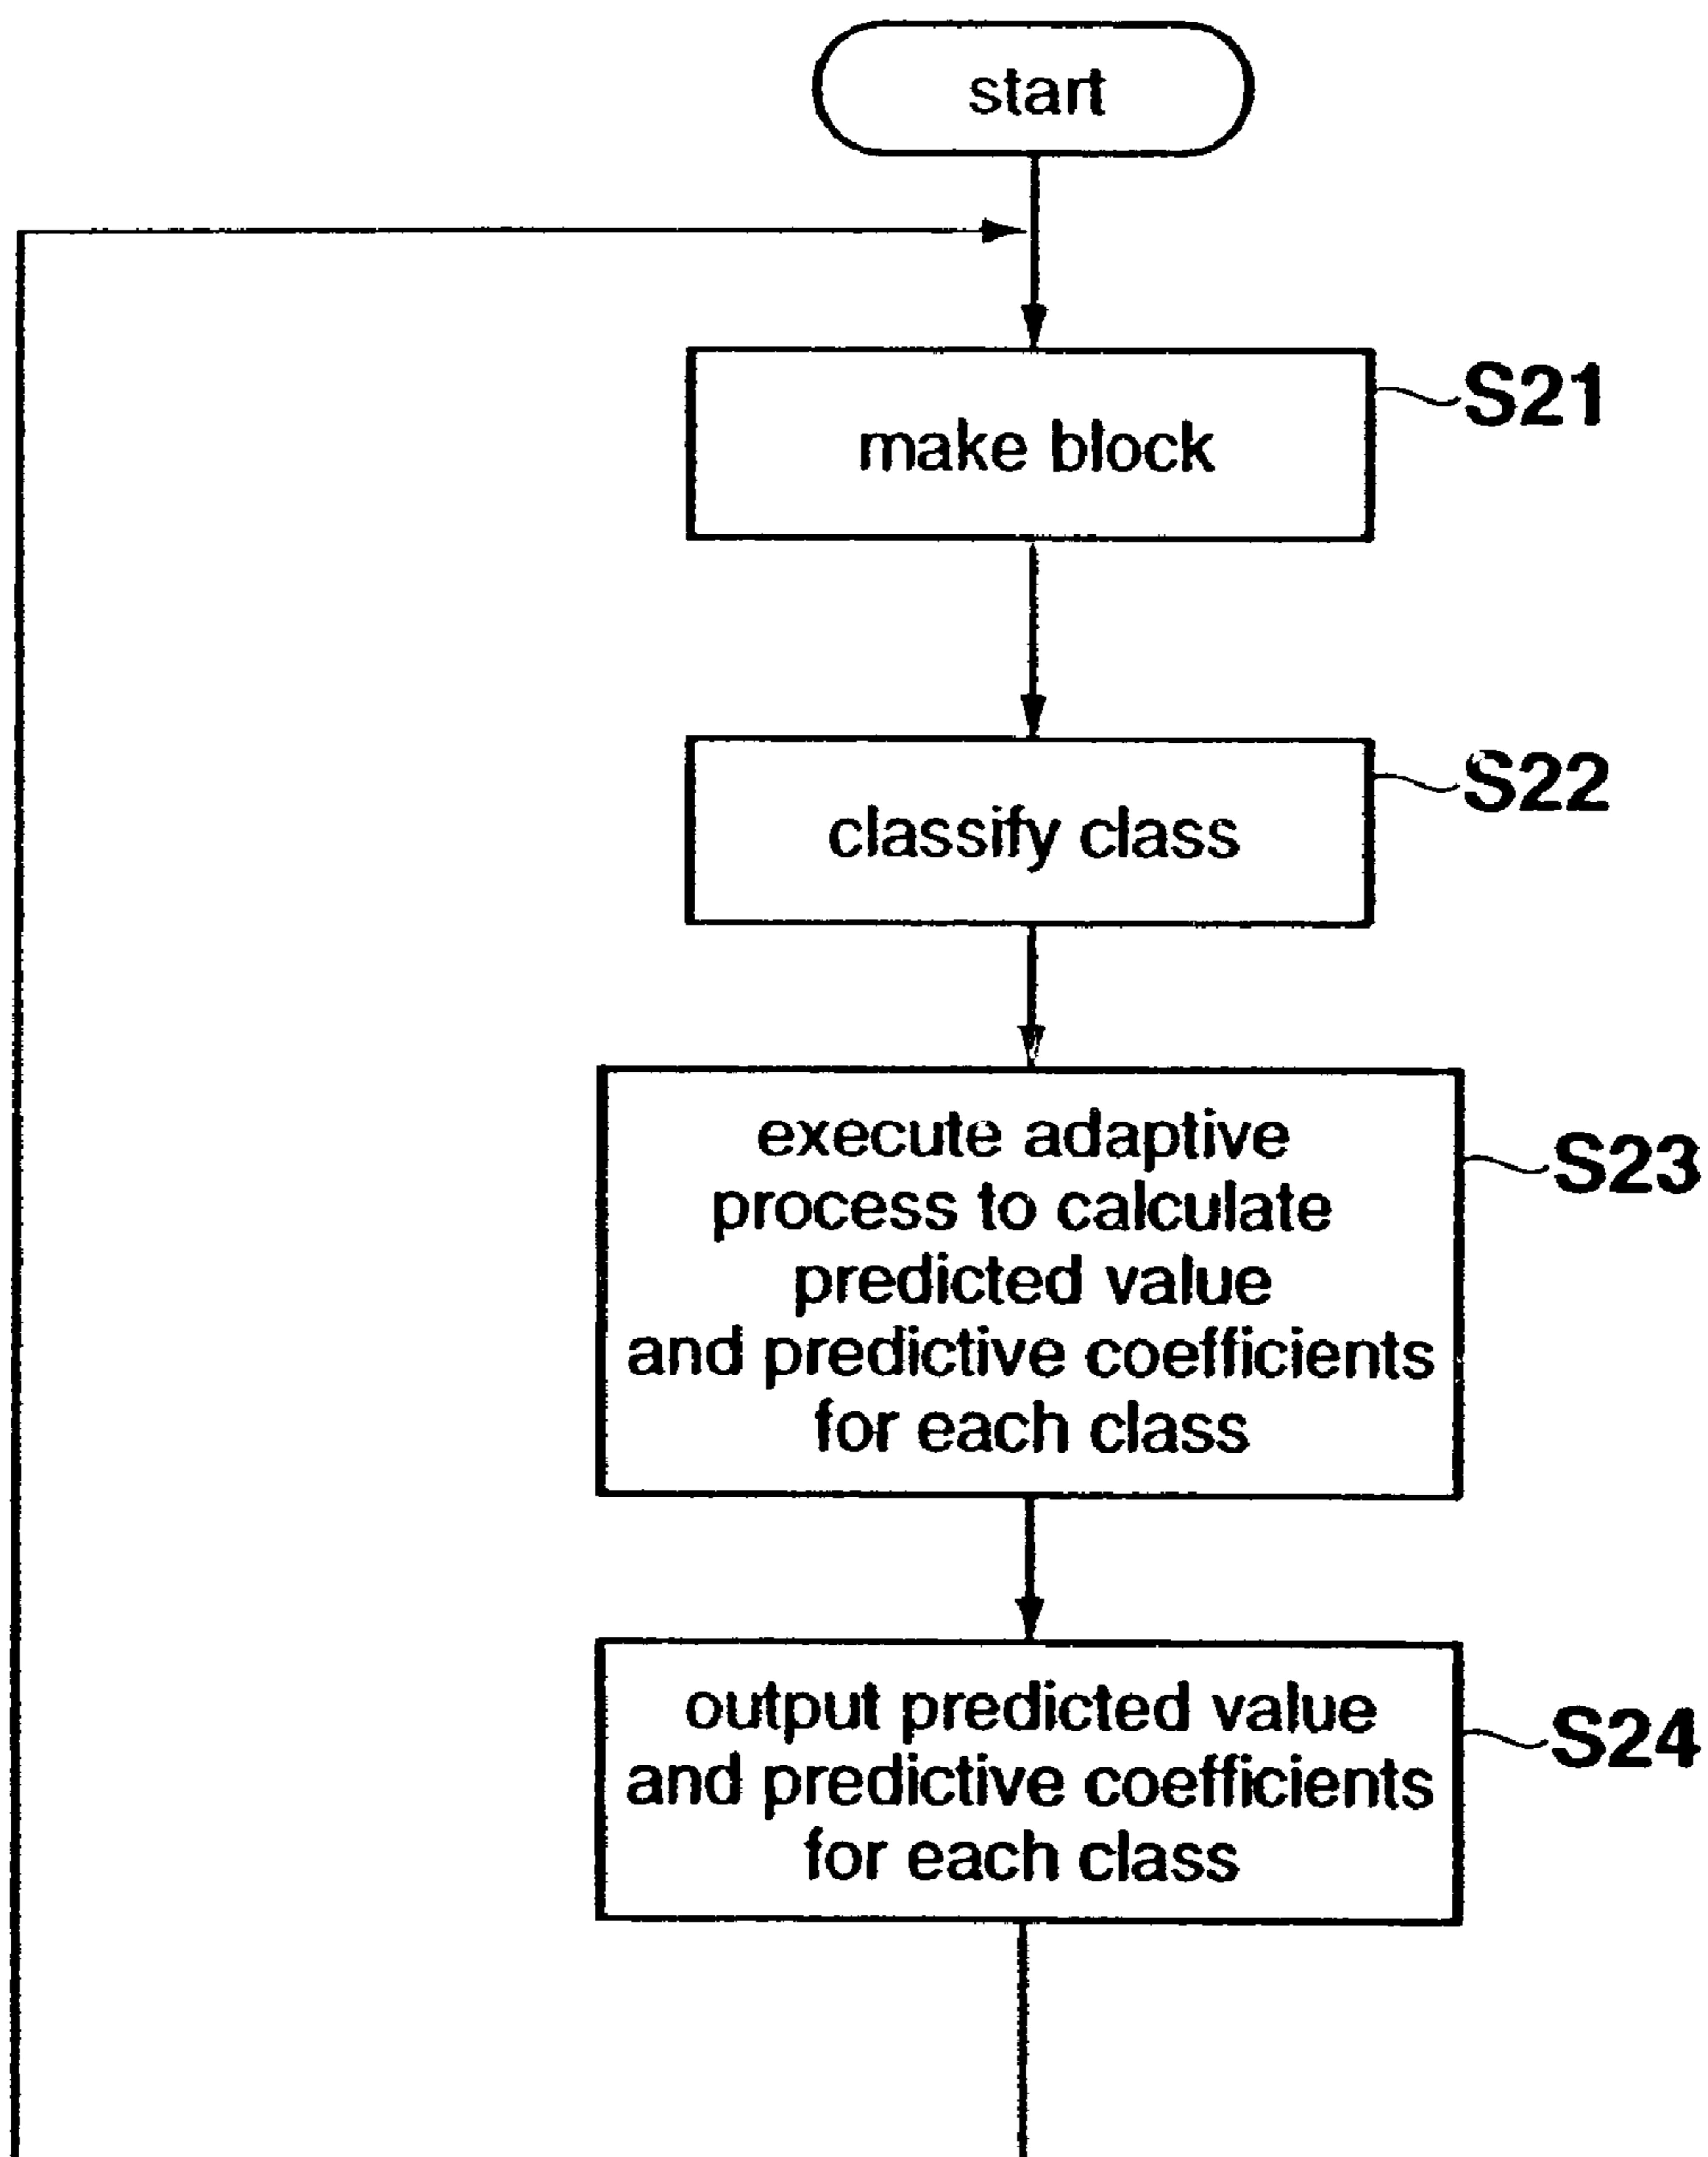 start
make block
S21
classify class
S22
execute adaptive
process to calculate
predicted value
and predictive coefficients
for each class
S23
output predicted value
and predictive coefficients
for each class
S24